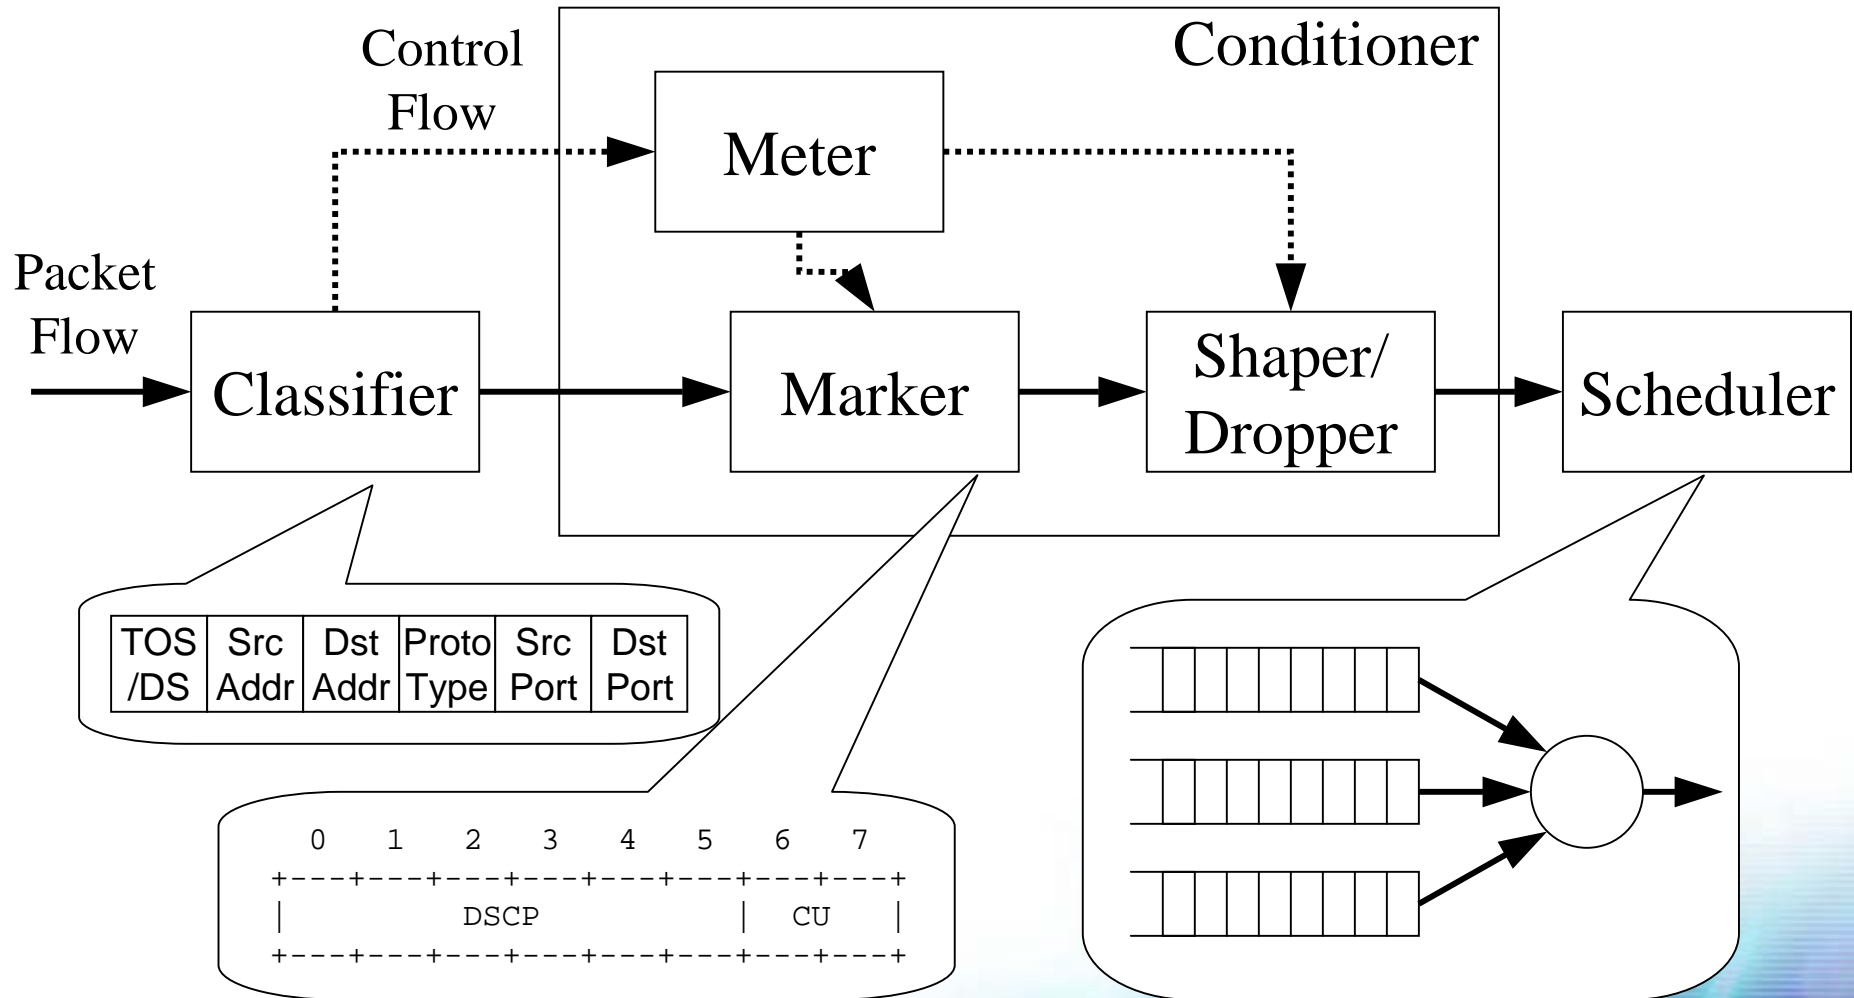 Control
Flow
Conditioner
Meter
Packet
Flow
Classifier
Marker
Shaper/
Dropper
Scheduler
TOS Src Dst Proto Src Dst
/DS Addr Addr Type Port Port
0 1 2 3 4 5 6 7
+---+---+---+---+---+---+---+---+
| DSCP | CU |
+---+---+---+---+---+---+---+---+